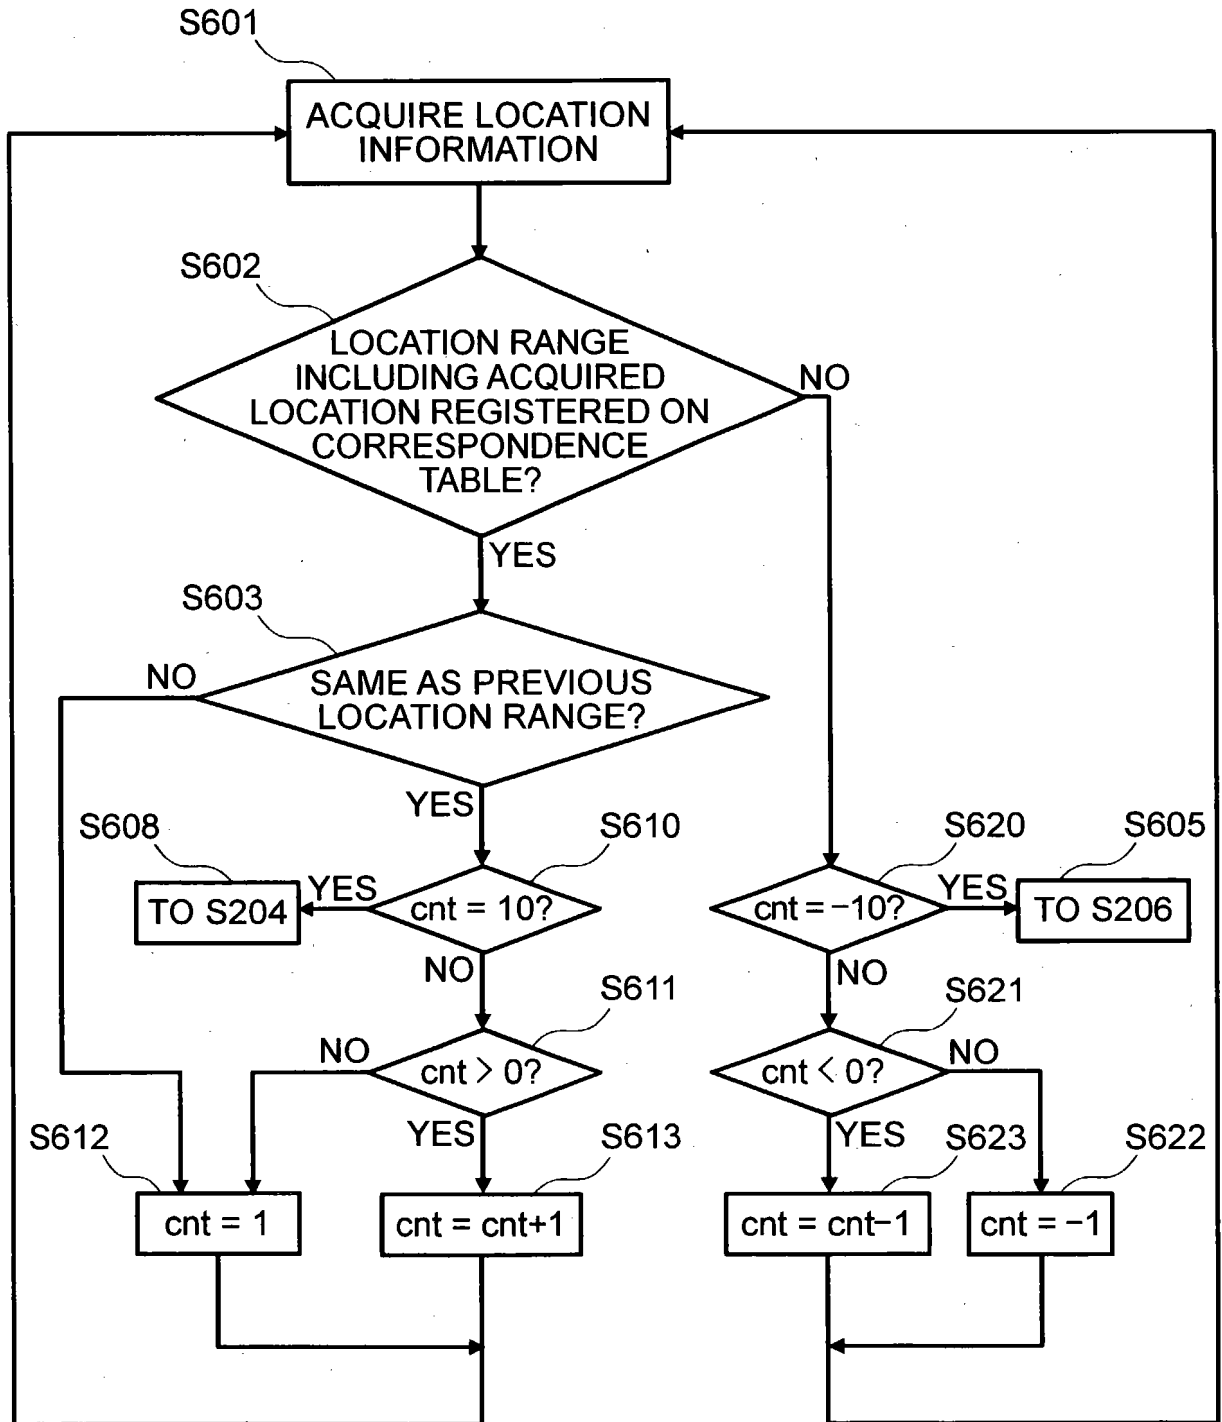 S601
ACQUIRE LOCATION
INFORMATION
S602
LOCATION RANGE
INCLUDING ACQUIRED
LOCATION REGISTERED ON
CORRESPONDENCE
TABLE?
NO
YES
S603
NO
SAME AS PREVIOUS
LOCATION RANGE?
YES
S608
S610
S620
S605
TO S204
YES
cnt = 10?
cnt = −10?
YES
TO S206
NO
NO
S611
S621
NO
cnt > 0?
cnt < 0?
NO
YES
YES
S612
S613
S623
S622
cnt = 1
cnt = cnt+1
cnt = cnt−1
cnt = −1